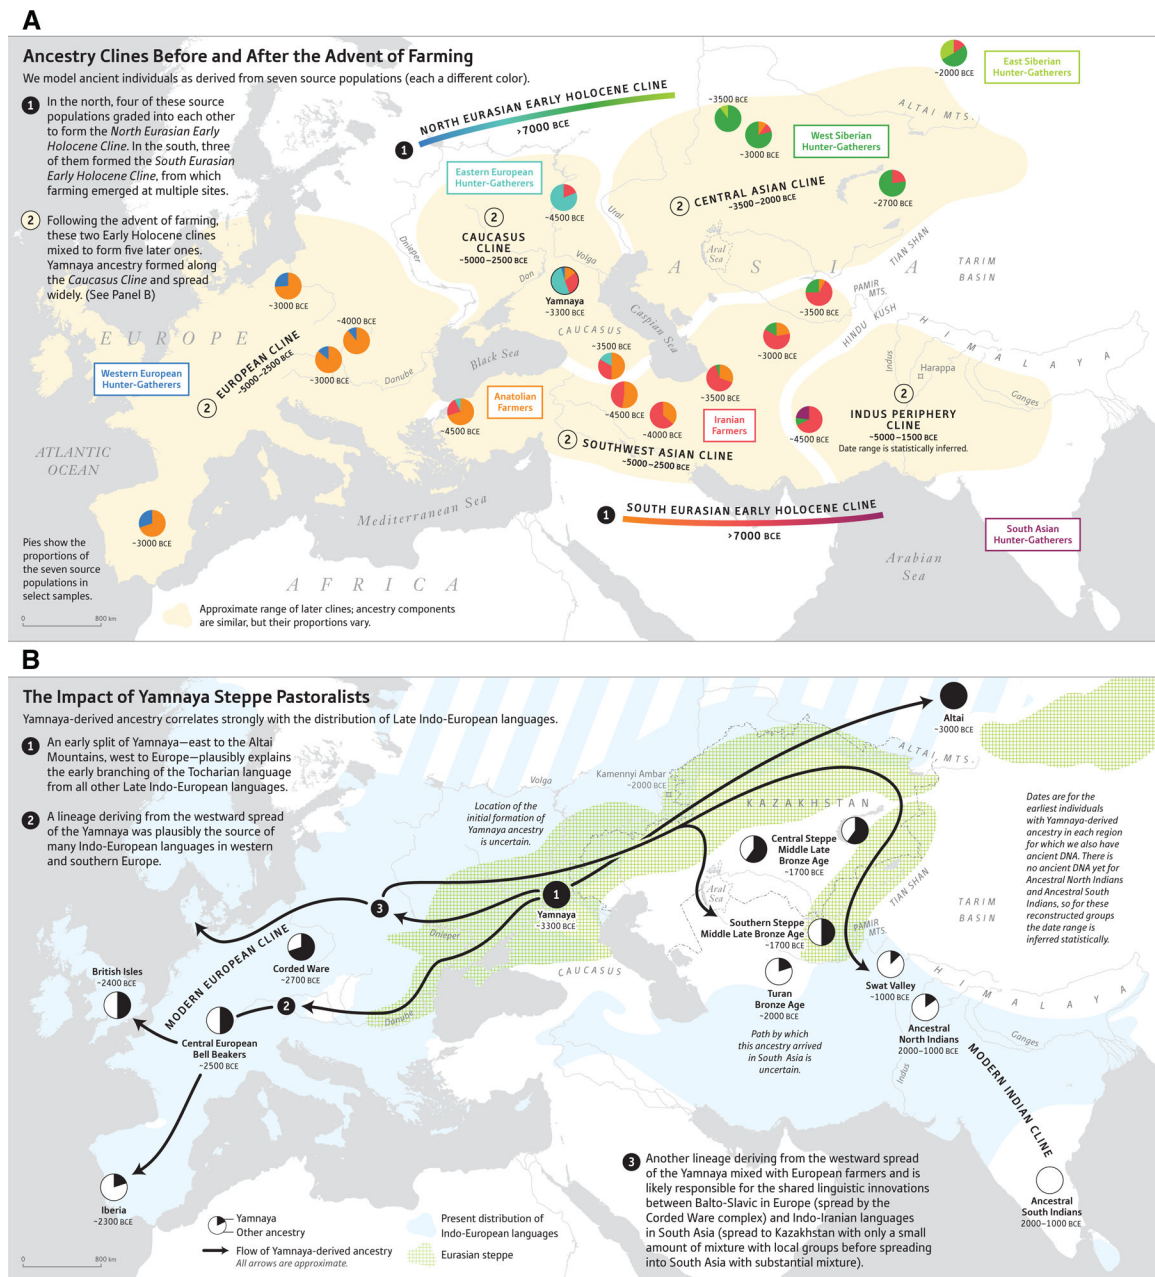 A
Ancestry Clines Before and After the Advent of Farming
We model ancient individuals as derived from seven source populations (each a different color).
1
In the north, four of these source
populations graded into each other
to form the North Eurasian Early
Holocene Cline. In the south, three
of them formed the South Eurasian
Early Holocene Cline, from which
farming emerged at multiple sites.
2
Following the advent of farming,
these two Early Holocene clines
mixed to form five later ones.
Yamnaya ancestry formed along
the Caucasus Cline and spread
widely. (See Panel B)
1
NORTH EURASIAN EARLY HOLOCENE CLINE
>7000 BCE
~2000 BCE
East Siberian
Hunter-Gatherers
ALTAI MTS.
~3500 BCE
~3000 BCE
West Siberian
Hunter-Gatherers
~2700 BCE
2
CENTRAL ASIAN CLINE
~3500–2000 BCE
Eastern European
Hunter-Gatherers
~4500 BCE
2
CAUCASUS
CLINE
~5000–2500 BCE
Ural
Volga
Don
Dnieper
Aral
Sea
ASIA
TIAN SHAN
TARIM
BASIN
PAMIR
MTS.
HINDU KUSH
HIMALAYA
Yamnaya
~3300 BCE
CAUCASUS
Caspian Sea
Black Sea
~3500 BCE
~3000 BCE
~3000 BCE
~4000 BCE
~3000 BCE
EUROPE
Western European
Hunter-Gatherers
2
EUROPEAN CLINE
~5000–2500 BCE
Danube
~4500 BCE
Anatolian
Farmers
~3500 BCE
~4500 BCE
~4000 BCE
~3500 BCE
Iranian
Farmers
2
SOUTHWEST ASIAN CLINE
~5000–2500 BCE
~4500 BCE
Indus
Harappa
Ganges
2
INDUS PERIPHERY
CLINE
~5000–1500 BCE
Date range is statistically inferred.
ATLANTIC
OCEAN
Mediterranean Sea
~3000 BCE
1
SOUTH EURASIAN EARLY HOLOCENE CLINE
>7000 BCE
South Asian
Hunter-Gatherers
Arabian
Sea
AFRICA
Pies show the
proportions of
the seven source
populations in
select samples.
0 800 km
Approximate range of later clines; ancestry components
are similar, but their proportions vary.
B
The Impact of Yamnaya Steppe Pastoralists
Yamnaya-derived ancestry correlates strongly with the distribution of Late Indo-European languages.
1
An early split of Yamnaya—east to the Altai
Mountains, west to Europe—plausibly explains
the early branching of the Tocharian language
from all other Late Indo-European languages.
2
A lineage deriving from the westward spread
of the Yamnaya was plausibly the source of
many Indo-European languages in western
and southern Europe.
Altai
~3000 BCE
ALTAI MTS.
Volga
Kamennyi Ambar
~2000 BCE
KAZAKHSTAN
Location of the
initial formation of
Yamnaya ancestry
is uncertain.
Dates are for the
earliest individuals
with Yamnaya-derived
ancestry in each region
for which we also have
ancient DNA. There is
no ancient DNA yet for
Ancestral North Indians
and Ancestral South
Indians, so for these
reconstructed groups
the date range is
inferred statistically.
Central Steppe
Middle Late
Bronze Age
~1700 BCE
Aral
Sea
TIAN SHAN
TARIM
BASIN
3
1
Yamnaya
~3300 BCE
Dnieper
Southern Steppe
Middle Late Bronze Age
~1700 BCE
PAMIR
MTS.
MODERN EUROPEAN CLINE
Corded Ware
~2700 BCE
British Isles
~2400 BCE
CAUCASUS
Turan
Bronze Age
~2000 BCE
Swat Valley
~1000 BCE
HIMALAYA
2
Danube
Central European
Bell Beakers
~2500 BCE
Path by which
this ancestry arrived
in South Asia is
uncertain.
Ancestral
North Indians
2000–1000 BCE
Ganges
Indus
MODERN INDIAN CLINE
Iberia
~2300 BCE
3
Another lineage deriving from the westward spread
of the Yamnaya mixed with European farmers and is
likely responsible for the shared linguistic innovations
between Balto-Slavic in Europe (spread by the
Corded Ware complex) and Indo-Iranian languages
in South Asia (spread to Kazakhstan with only a small
amount of mixture with local groups before spreading
into South Asia with substantial mixture).
Ancestral
South Indians
2000–1000 BCE
Yamnaya
Other ancestry
Flow of Yamnaya-derived ancestry
All arrows are approximate.
Present distribution of
Indo-European languages
Eurasian steppe
0 800 km